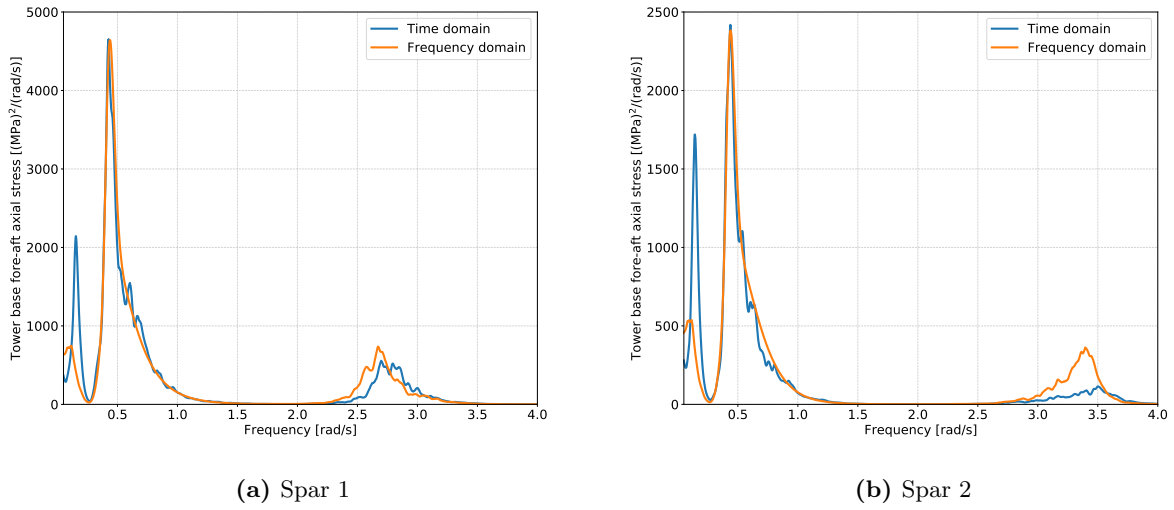 Tower base fore-aft axial stress [(MPa)²/(rad/s)]
5000
4000
3000
2000
1000
0
0.5
1.0
1.5
2.0
2.5
3.0
3.5
4.0
Frequency [rad/s]
Time domain
Frequency domain
(a) Spar 1
Tower base fore-aft axial stress [(MPa)²/(rad/s)]
2500
2000
1500
1000
500
0
0.5
1.0
1.5
2.0
2.5
3.0
3.5
4.0
Frequency [rad/s]
Time domain
Frequency domain
(b) Spar 2